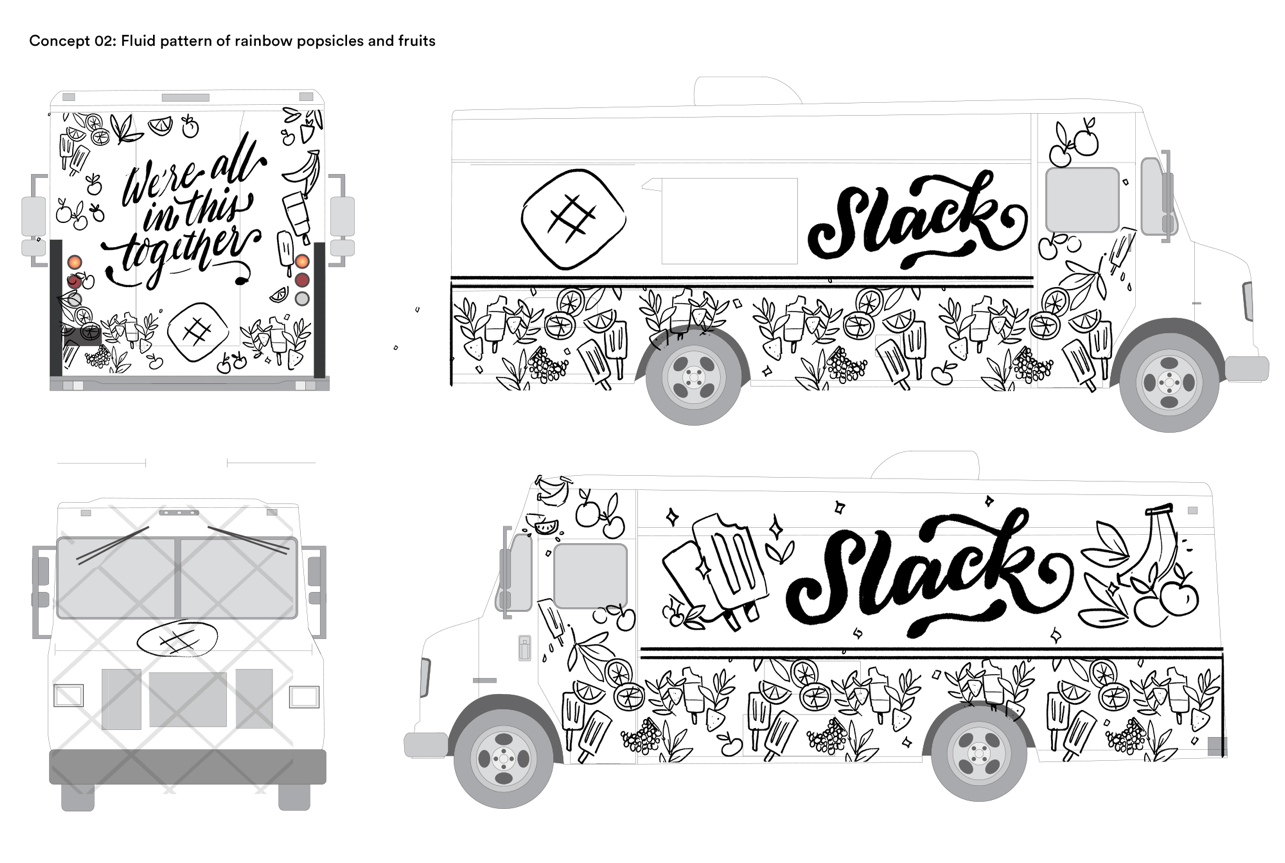 Concept 02: Fluid pattern of rainbow popsicles and fruits
We're all
in this
together
Slack
Slack